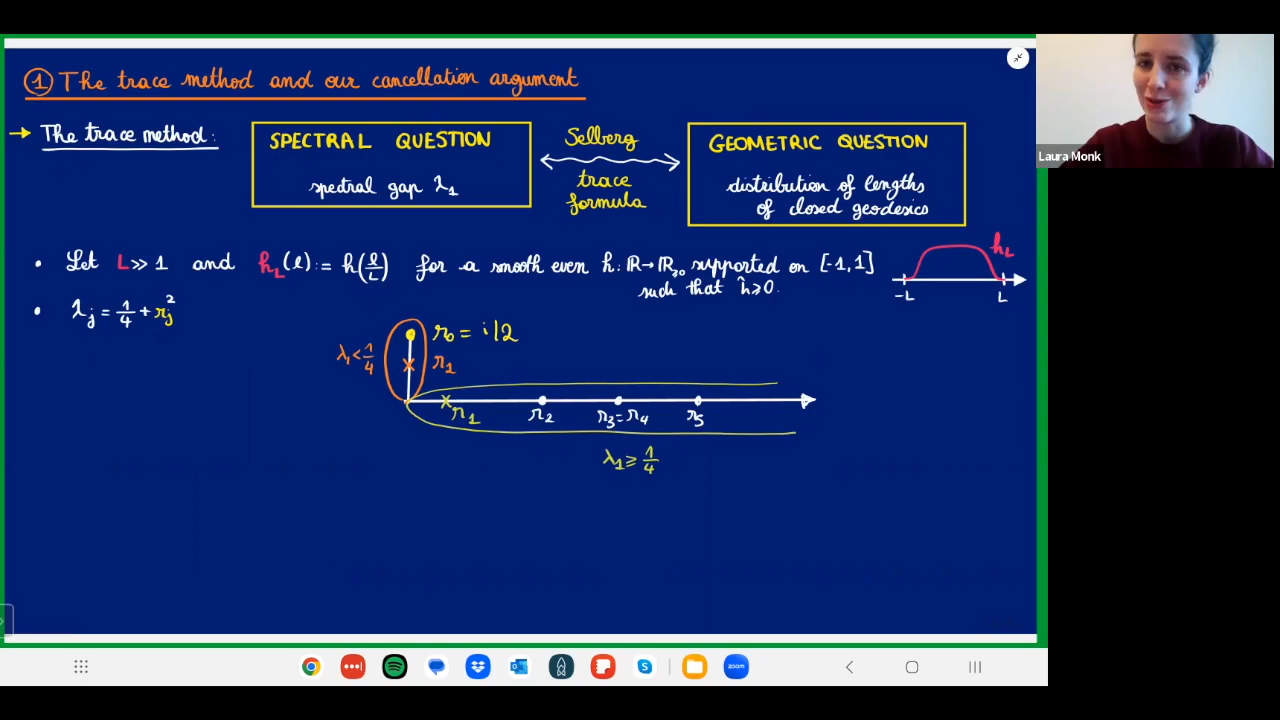 ① The trace method and our cancellation argument
→ The trace method:
SPECTRAL QUESTION
spectral gap λ₁
Selberg
trace
formula
GEOMETRIC QUESTION
distribution of lengths
of closed geodesics
• Let L≫1 and h_L(ℓ):= h(ℓ/L) for a smooth even h: ℝ→ℝ≥0 supported on [-1,1]
such that ĥ≥0.
h_L
-L
L
• λⱼ = 1/4 + rⱼ²
r₀ = i/2
λ₁<1/4
r₁
r₁
r₂
r₃=r₄
r₅
λ₁≥1/4
Laura Monk
zoom